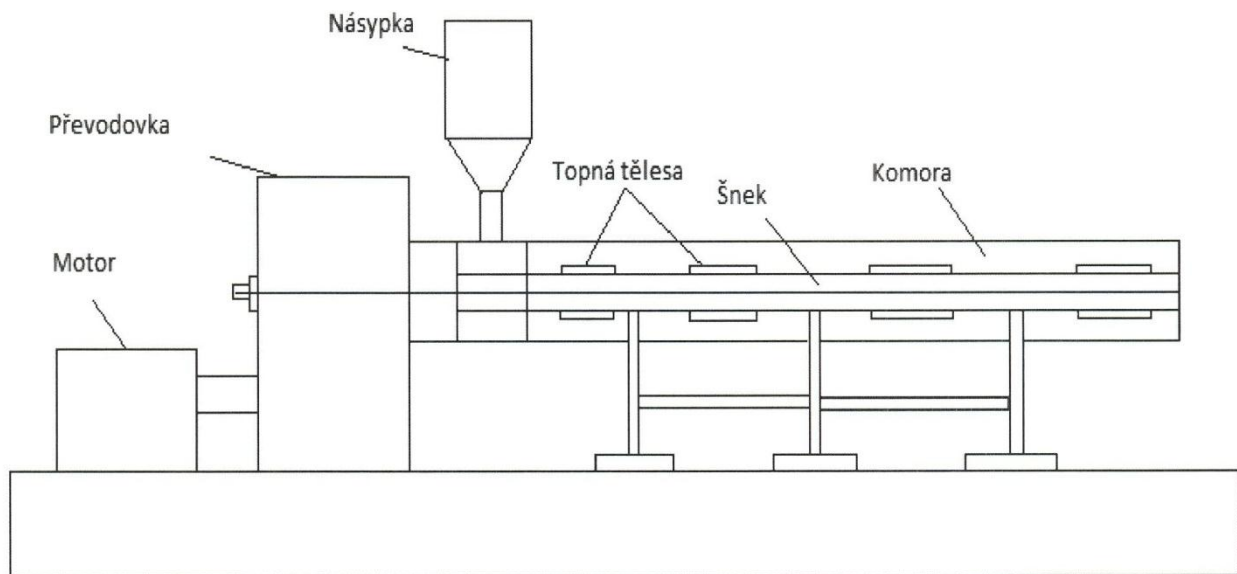 Násypka
Převodovka
Topná tělesa
Komora
Šnek
Motor